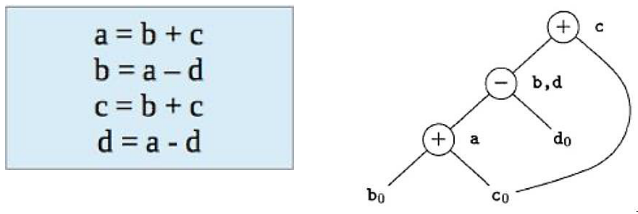 a = b + c
b = a – d
c = b + c
d = a - d
+ c
− b,d
+ a
d₀
b₀
c₀